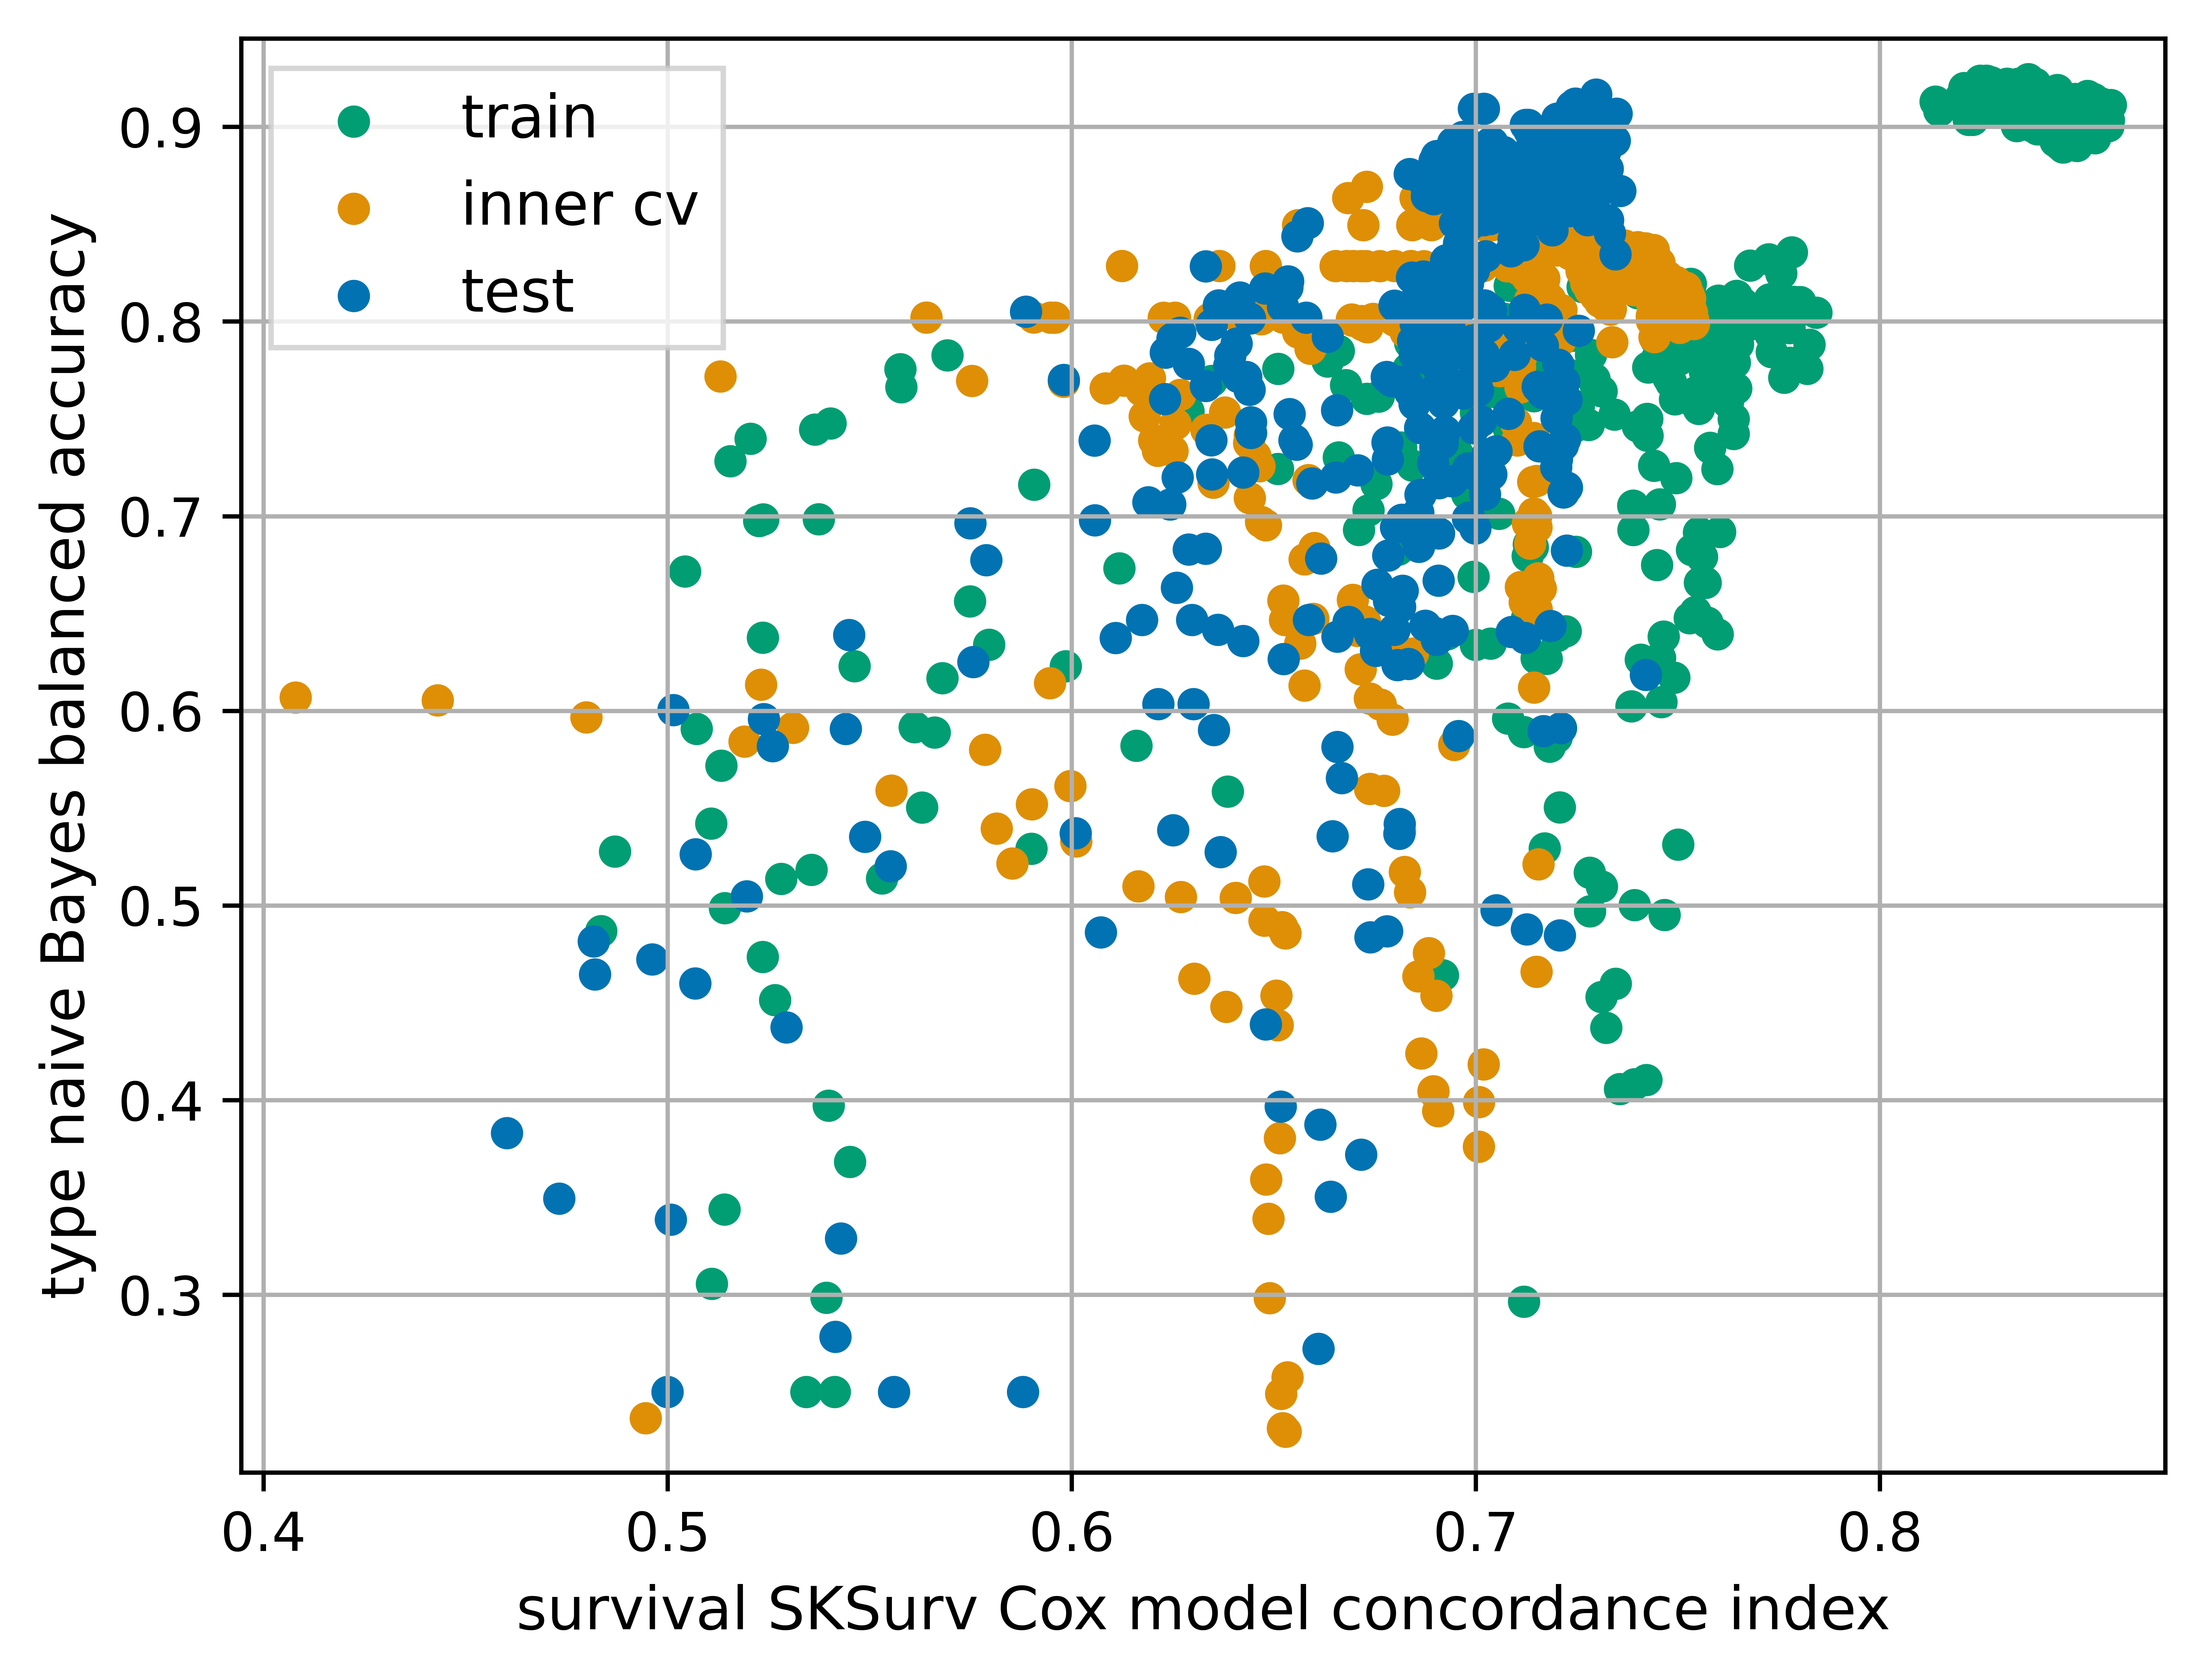 train
inner cv
test
type naive Bayes balanced accuracy
0.9
0.8
0.7
0.6
0.5
0.4
0.3
0.4 0.5 0.6 0.7 0.8
survival SKSurv Cox model concordance index